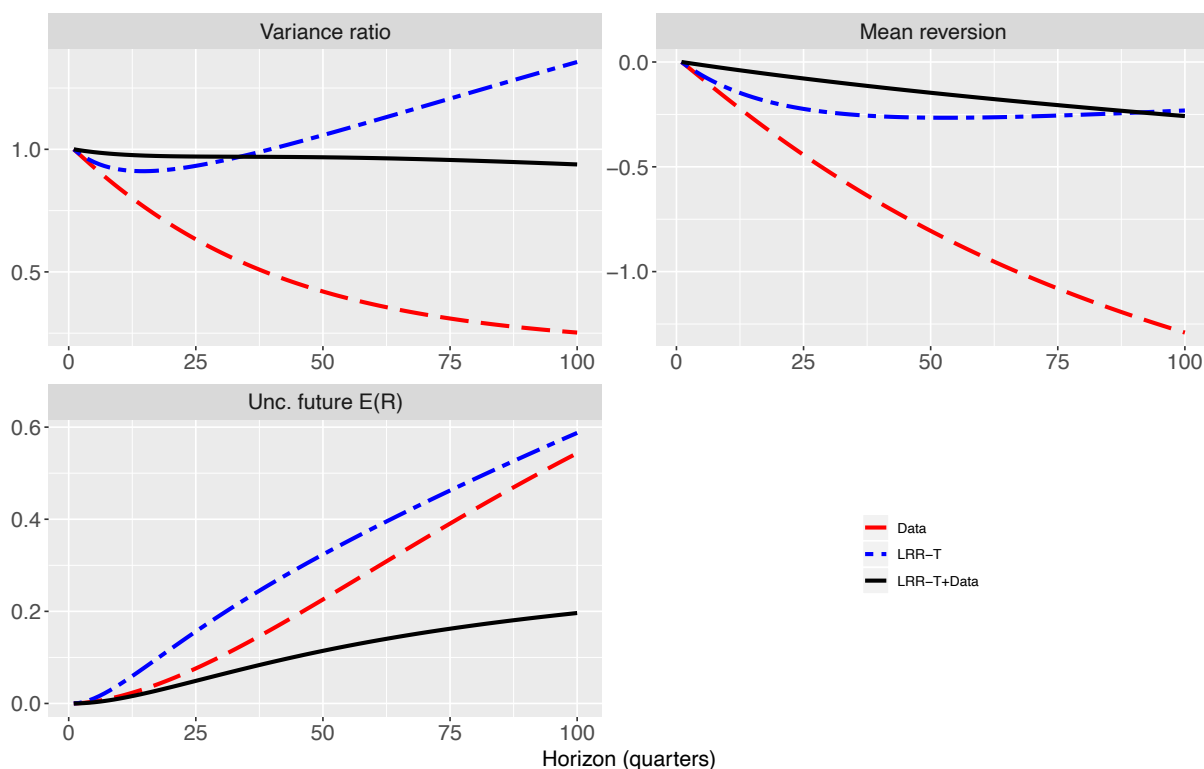 Variance ratio
Mean reversion
1.0
0.5
0 25 50 75 100
0.0
−0.5
−1.0
0 25 50 75 100
Unc. future E(R)
0.6
0.4
0.2
0.0
0 25 50 75 100
Horizon (quarters)
Data
LRR−T
LRR−T+Data